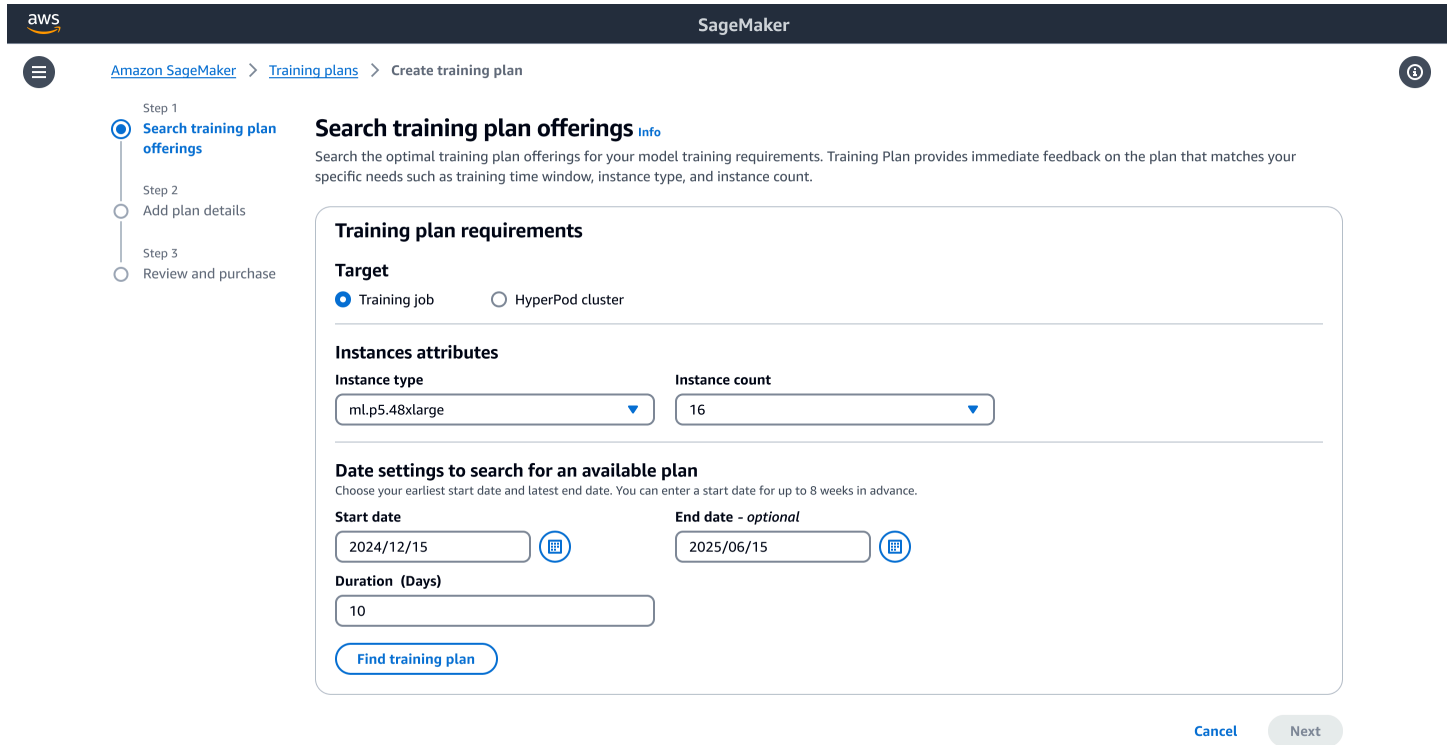 aws
SageMaker
Amazon SageMaker > Training plans > Create training plan
Step 1
Search training plan
offerings
Step 2
Add plan details
Step 3
Review and purchase
Search training plan offerings Info
Search the optimal training plan offerings for your model training requirements. Training Plan provides immediate feedback on the plan that matches your
specific needs such as training time window, instance type, and instance count.
Training plan requirements
Target
Training job HyperPod cluster
Instances attributes
Instance type Instance count
ml.p5.48xlarge 16
Date settings to search for an available plan
Choose your earliest start date and latest end date. You can enter a start date for up to 8 weeks in advance.
Start date End date - optional
2024/12/15 2025/06/15
Duration (Days)
10
Find training plan
Cancel Next